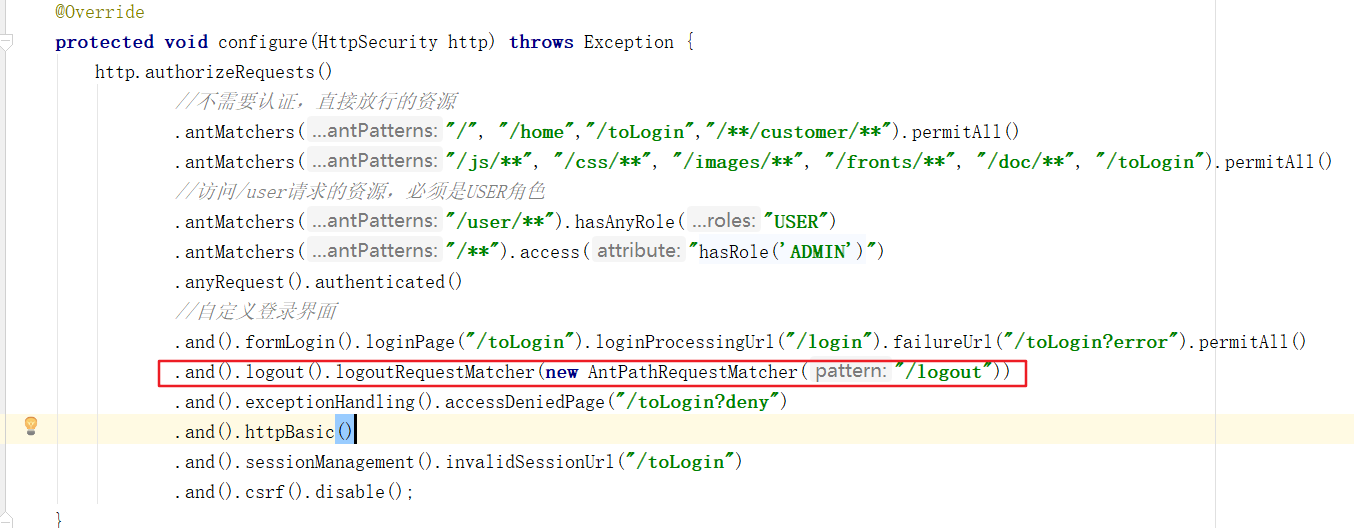 @Override
protected void configure(HttpSecurity http) throws Exception {
http.authorizeRequests()
//不需要认证，直接放行的资源
.antMatchers( ...antPatterns: "/", "/home","/toLogin","/**/customer/**").permitAll()
.antMatchers( ...antPatterns: "/js/**", "/css/**", "/images/**", "/fronts/**", "/doc/**", "/toLogin").permitAll()
//访问/user请求的资源，必须是USER角色
.antMatchers( ...antPatterns: "/user/**").hasAnyRole( ...roles: "USER")
.antMatchers( ...antPatterns: "/**").access( attribute: "hasRole('ADMIN')")
.anyRequest().authenticated()
//自定义登录界面
.and().formLogin().loginPage("/toLogin").loginProcessingUrl("/login").failureUrl("/toLogin?error").permitAll()
.and().logout().logoutRequestMatcher(new AntPathRequestMatcher( pattern: "/logout"))
.and().exceptionHandling().accessDeniedPage("/toLogin?deny")
.and().httpBasic()
.and().sessionManagement().invalidSessionUrl("/toLogin")
.and().csrf().disable();
}